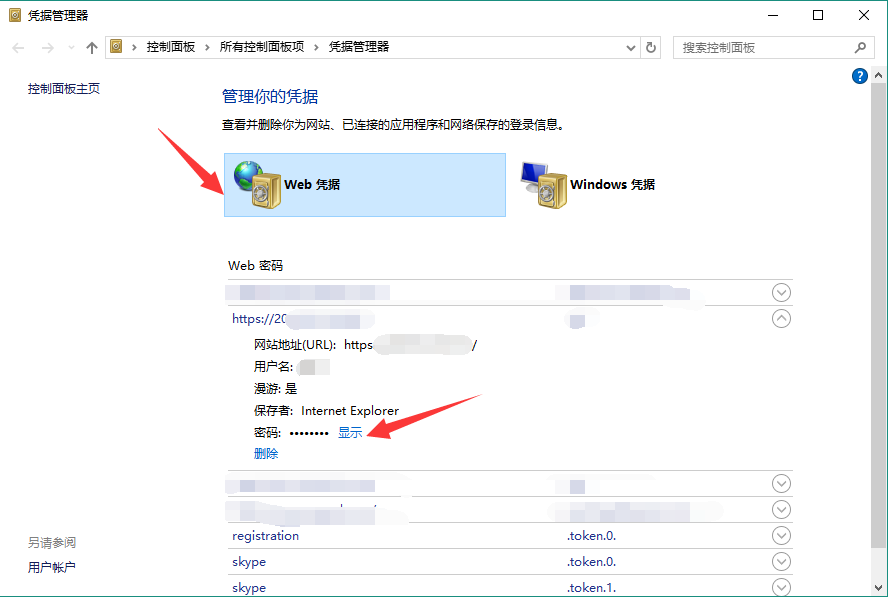 凭据管理器
控制面板 › 所有控制面板项 › 凭据管理器
搜索控制面板
控制面板主页
管理你的凭据
查看并删除你为网站、已连接的应用程序和网络保存的登录信息。
Web 凭据
Windows 凭据
Web 密码
https://20
网站地址(URL): https /
用户名:
漫游: 是
保存者: Internet Explorer
密码: •••••••• 显示
删除
registration .token.0.
skype .token.0.
skype .token.1.
另请参阅
用户帐户